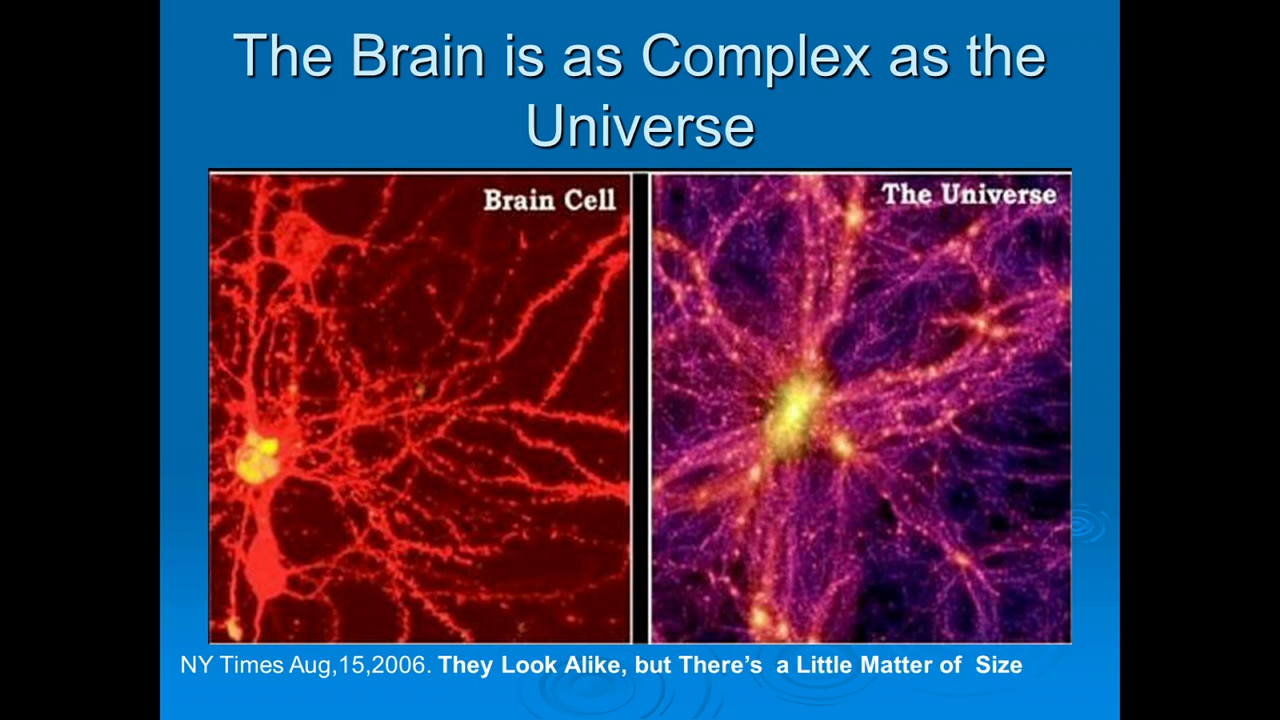 The Brain is as Complex as the
Universe
Brain Cell
The Universe
NY Times Aug,15,2006. They Look Alike, but There’s a Little Matter of Size